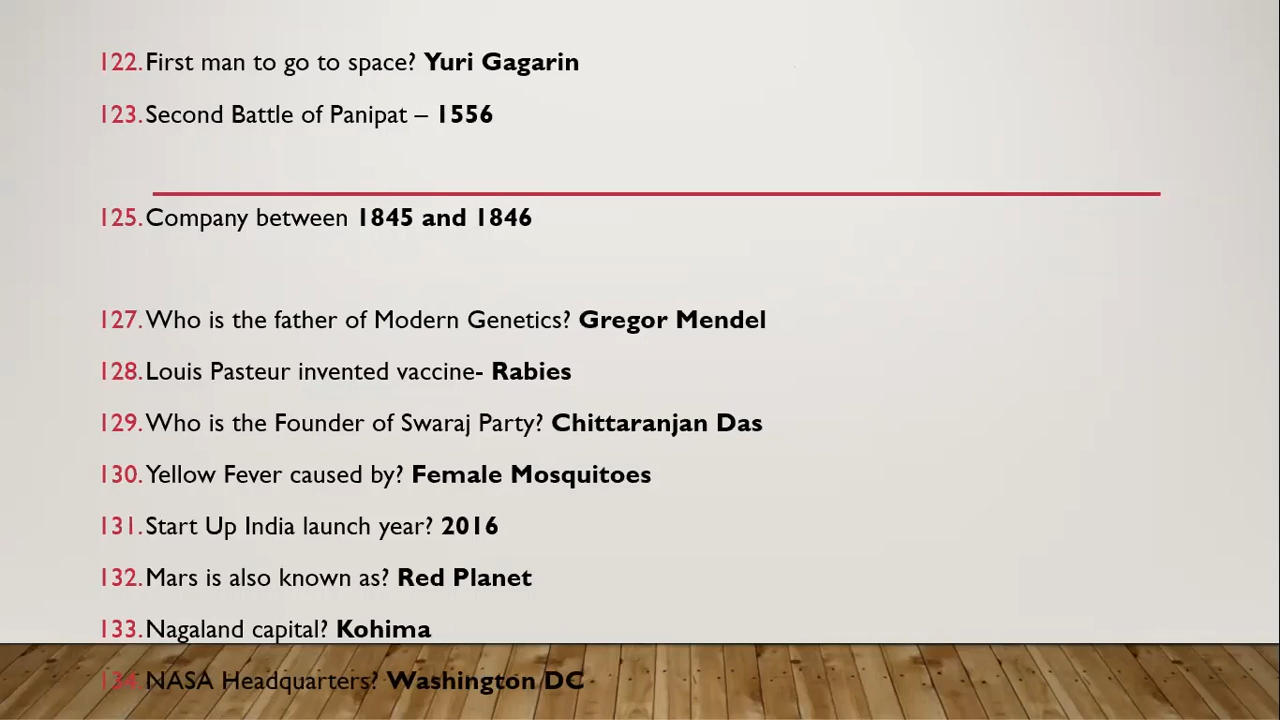 122. First man to go to space? Yuri Gagarin
123. Second Battle of Panipat – 1556
125. Company between 1845 and 1846
127. Who is the father of Modern Genetics? Gregor Mendel
128. Louis Pasteur invented vaccine- Rabies
129. Who is the Founder of Swaraj Party? Chittaranjan Das
130. Yellow Fever caused by? Female Mosquitoes
131. Start Up India launch year? 2016
132. Mars is also known as? Red Planet
133. Nagaland capital? Kohima
134. NASA Headquarters? Washington DC